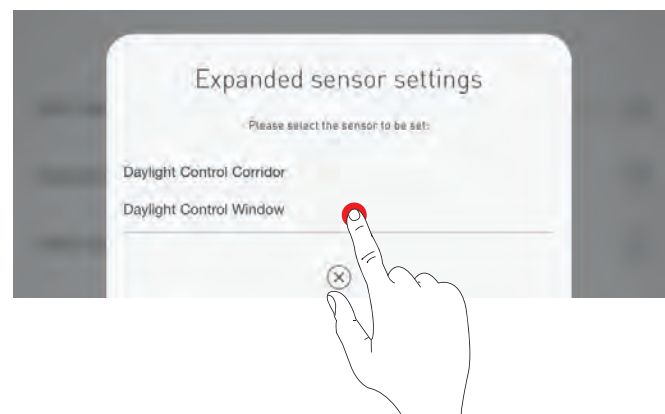 Expanded sensor settings
Please select the sensor to be set:
Daylight Control Corridor
Daylight Control Window